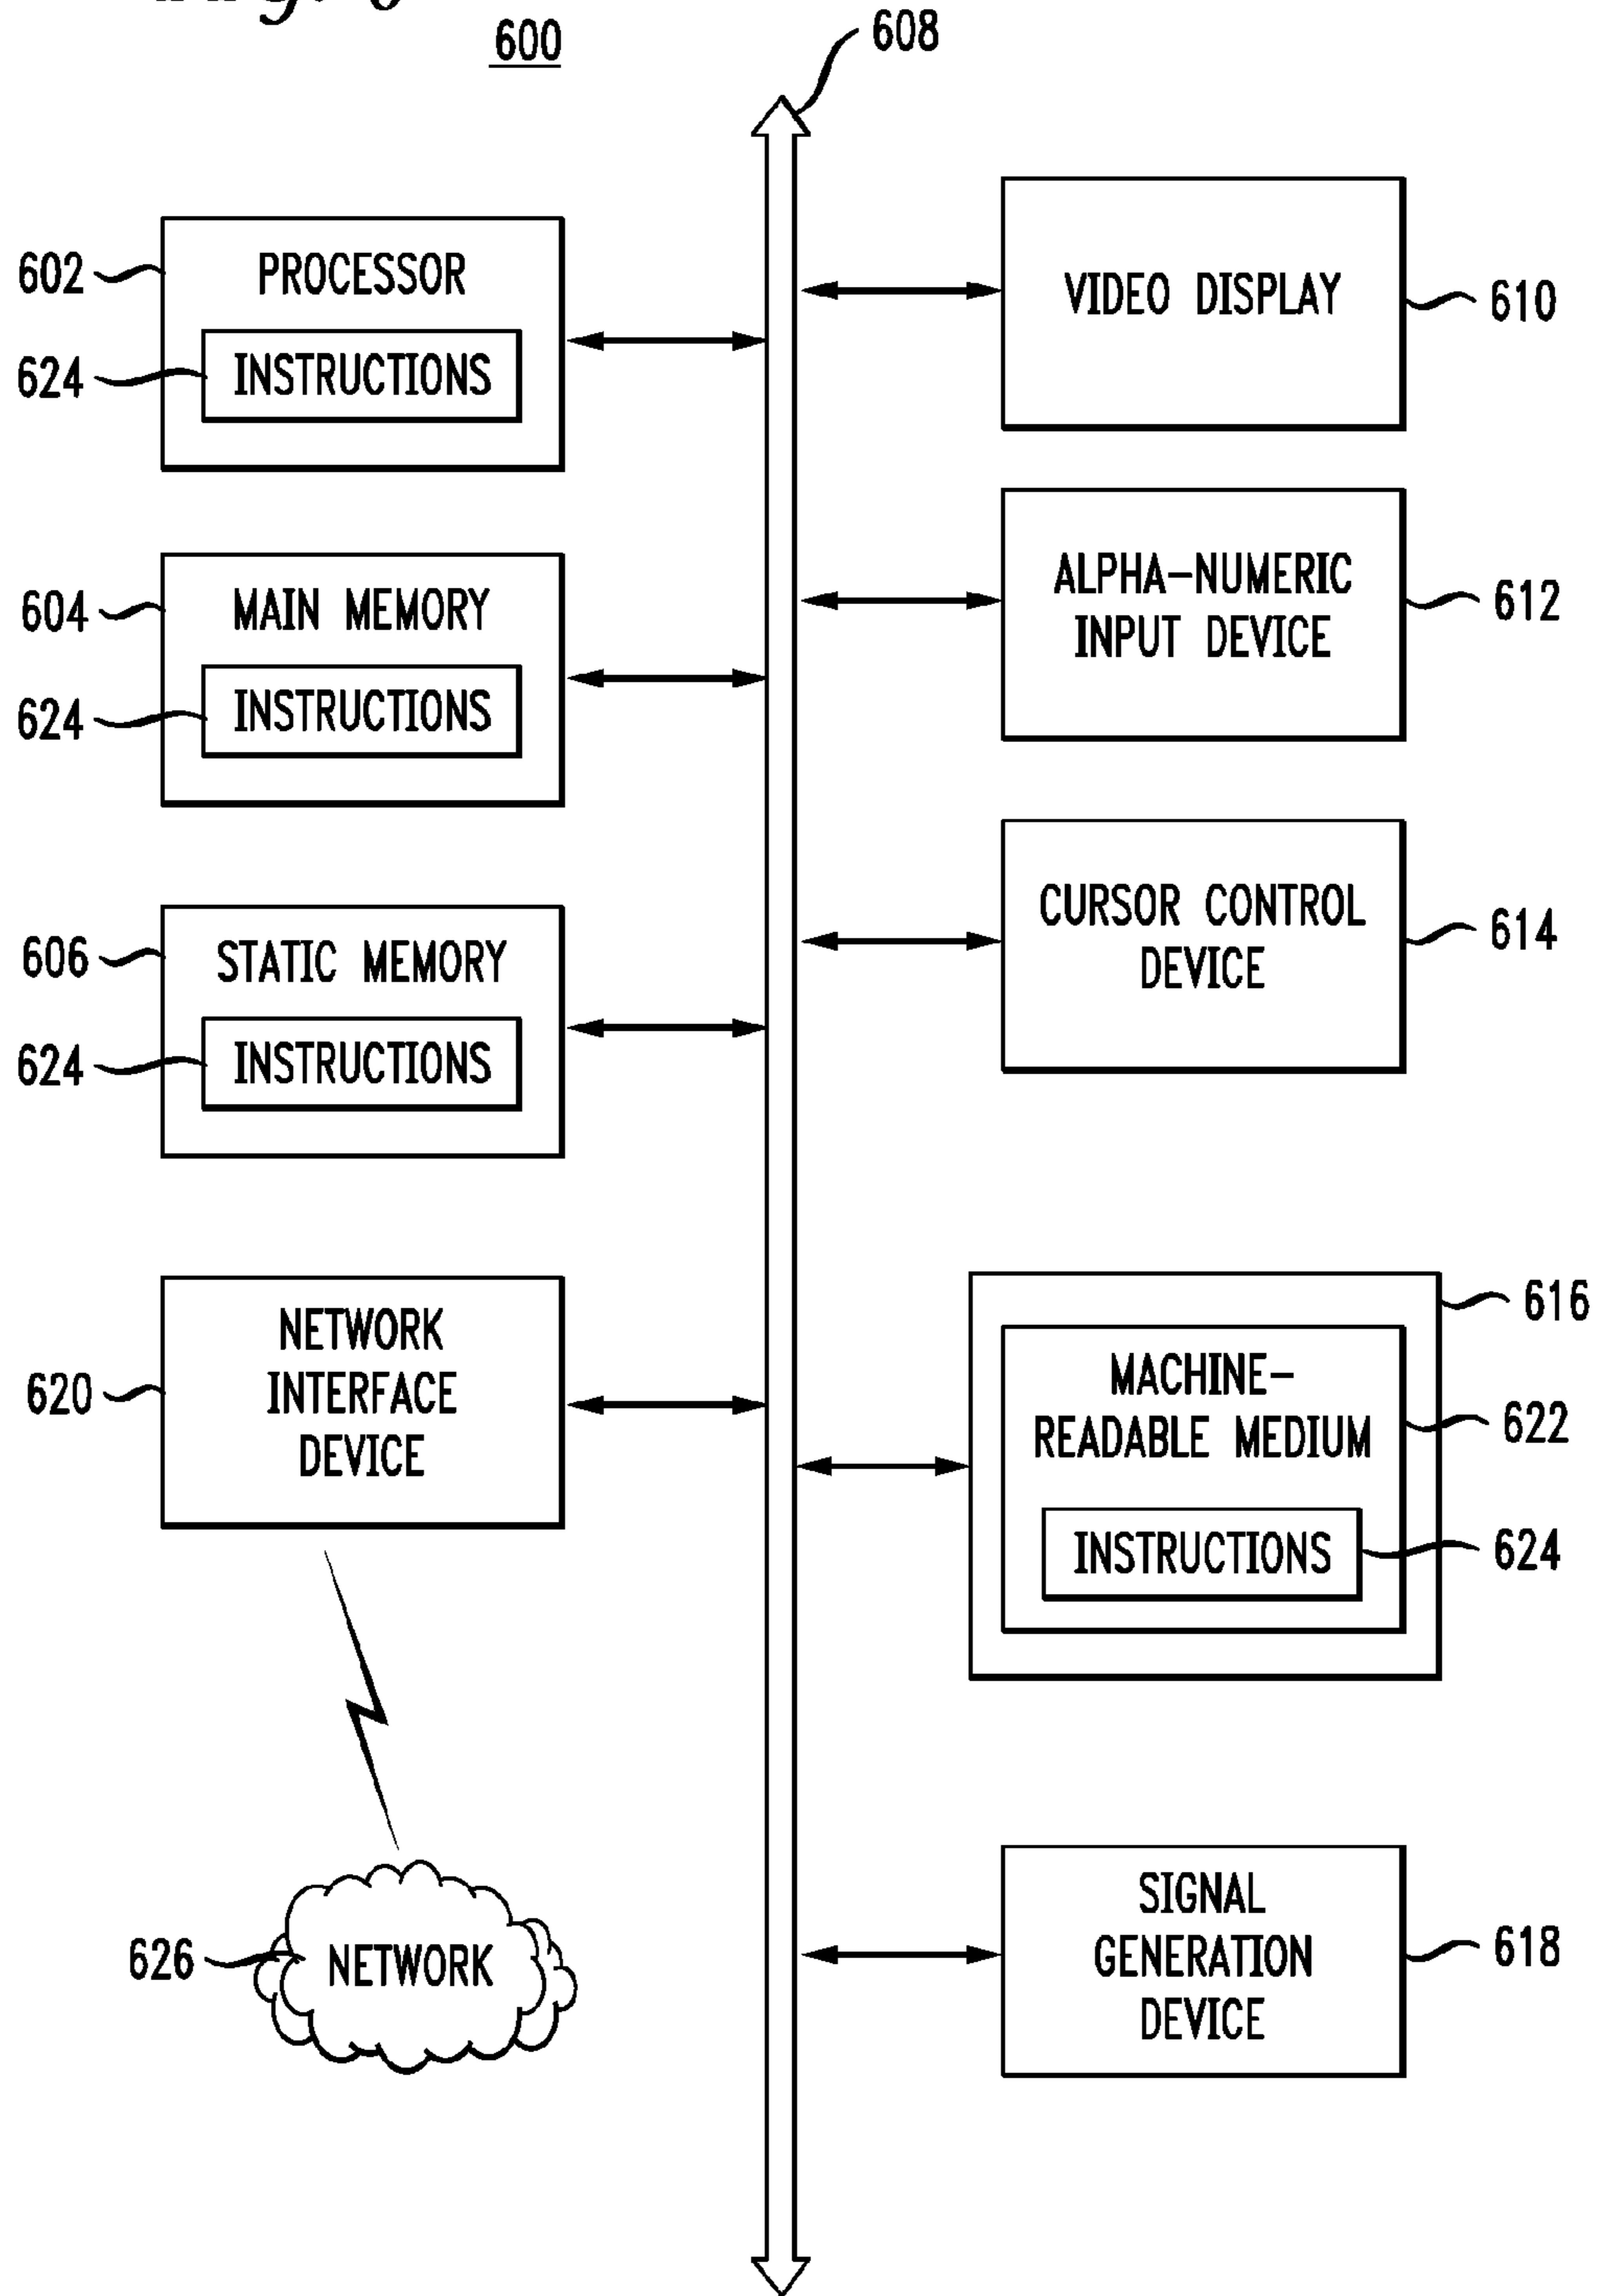 600
608
602
PROCESSOR
624
INSTRUCTIONS
VIDEO DISPLAY
610
604
MAIN MEMORY
624
INSTRUCTIONS
ALPHA-NUMERIC
INPUT DEVICE
612
606
STATIC MEMORY
624
INSTRUCTIONS
CURSOR CONTROL
DEVICE
614
620
NETWORK
INTERFACE
DEVICE
616
MACHINE-
READABLE MEDIUM
622
INSTRUCTIONS
624
626
NETWORK
SIGNAL
GENERATION
DEVICE
618